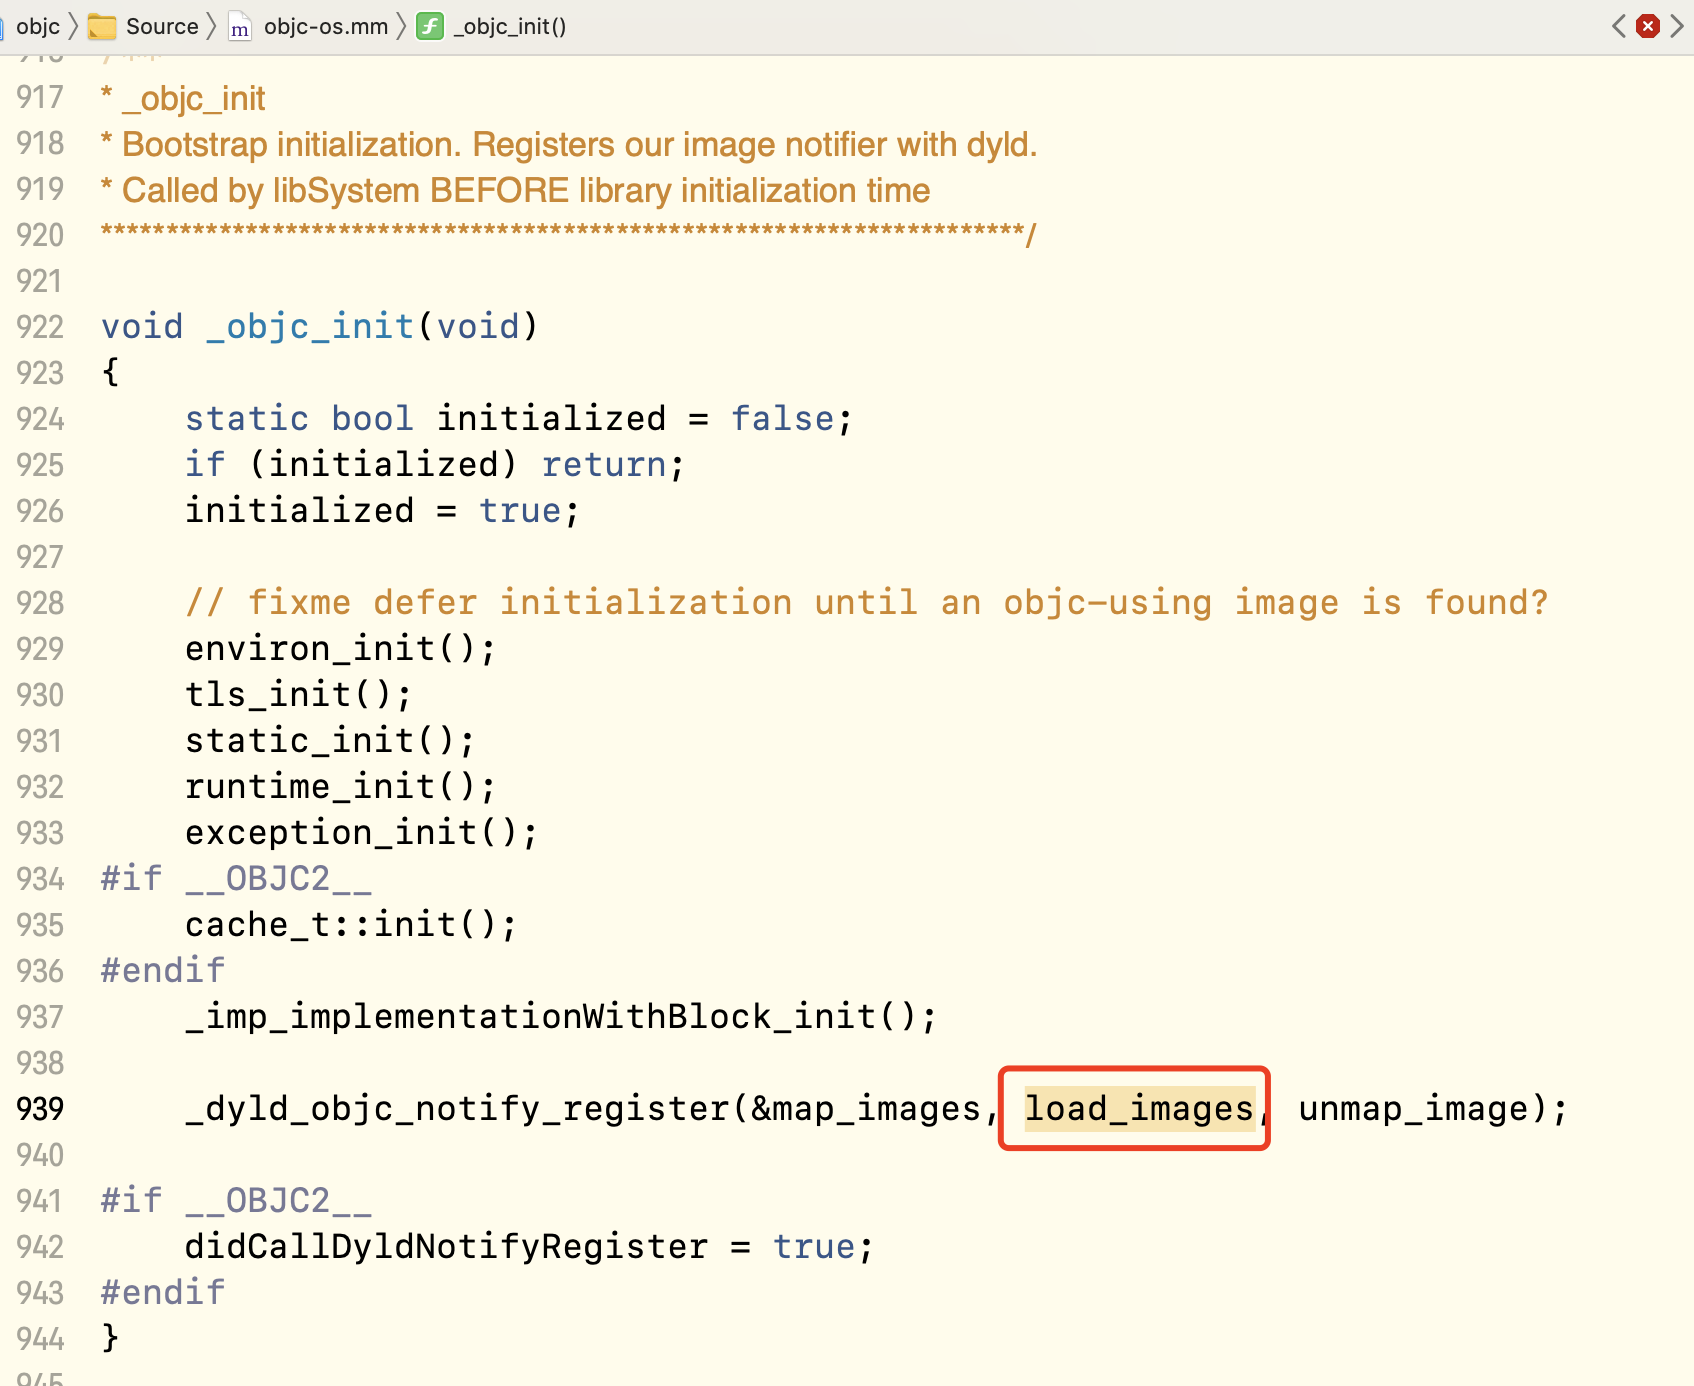 objc Source m objc-os.mm f _objc_init()
917 * _objc_init
918 * Bootstrap initialization. Registers our image notifier with dyld.
919 * Called by libSystem BEFORE library initialization time
920 ***********************************************************************/
921
922 void _objc_init(void)
923 {
924 static bool initialized = false;
925 if (initialized) return;
926 initialized = true;
927
928 // fixme defer initialization until an objc-using image is found?
929 environ_init();
930 tls_init();
931 static_init();
932 runtime_init();
933 exception_init();
934 #if __OBJC2__
935 cache_t::init();
936 #endif
937 _imp_implementationWithBlock_init();
938
939 _dyld_objc_notify_register(&map_images, load_images, unmap_image);
940
941 #if __OBJC2__
942 didCallDyldNotifyRegister = true;
943 #endif
944 }
945